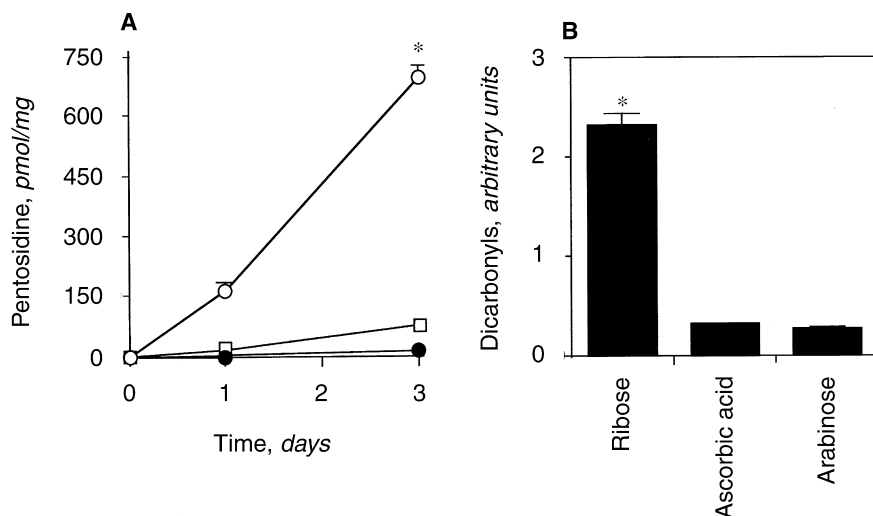 A
Pentosidine, pmol/mg
750
600
450
300
150
0
*
0 1 2 3
Time, days
B
Dicarbonyls, arbitrary units
3
2
1
0
*
Ribose
Ascorbic acid
Arabinose